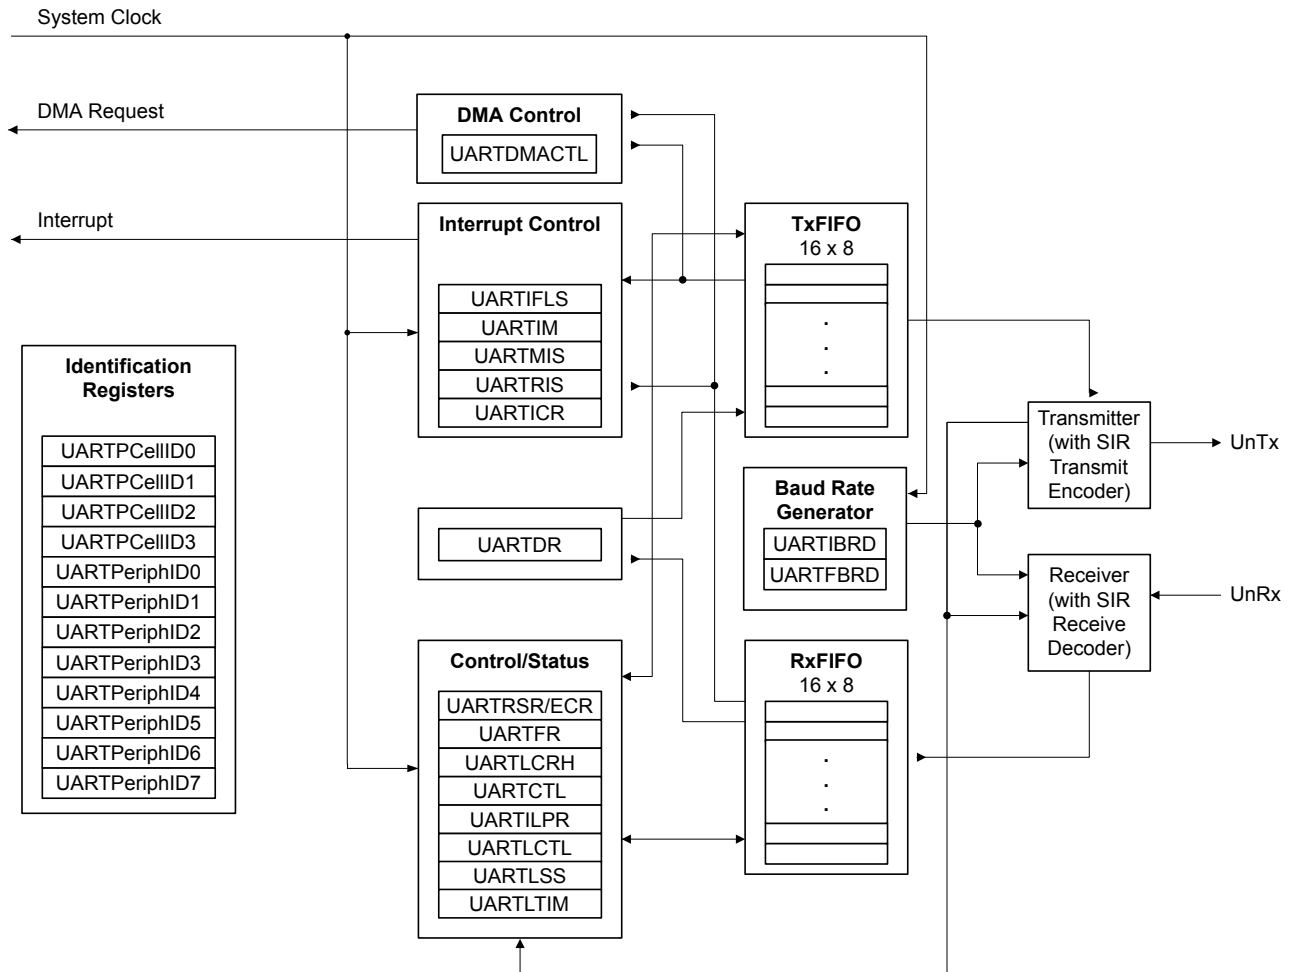 System Clock
DMA Request
DMA Control
UARTDMACTL
Interrupt
Interrupt Control
UARTIFLS
UARTIM
UARTMIS
UARTRIS
UARTICR
TxFIFO
16 x 8
.
.
.
Identification
Registers
UARTPCellID0
UARTPCellID1
UARTPCellID2
UARTPCellID3
UARTPeriphID0
UARTPeriphID1
UARTPeriphID2
UARTPeriphID3
UARTPeriphID4
UARTPeriphID5
UARTPeriphID6
UARTPeriphID7
UARTDR
Baud Rate
Generator
UARTIBRD
UARTFBRD
Transmitter
(with SIR
Transmit
Encoder)
UnTx
Receiver
(with SIR
Receive
Decoder)
UnRx
Control/Status
UARTRSR/ECR
UARTFR
UARTLCRH
UARTCTL
UARTILPR
UARTLCTL
UARTLSS
UARTLTIM
RxFIFO
16 x 8
.
.
.